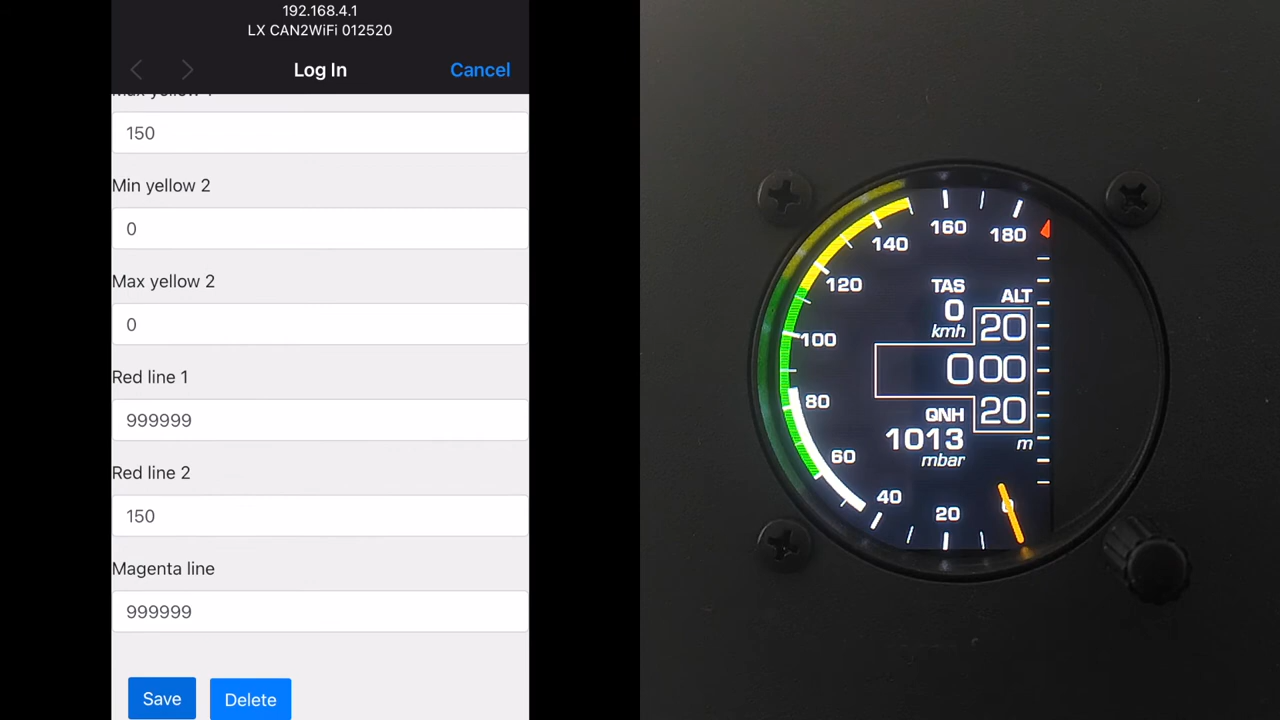 192.168.4.1
LX CAN2WiFi 012520
Log In
Cancel
Max yellow 1
150
Min yellow 2
0
Max yellow 2
0
Red line 1
999999
Red line 2
150
Magenta line
999999
Save
Delete
160
180
140
120
TAS
0
kmh
ALT
20
100
000
80
20
QNH
1013
mbar
m
60
40
20
0